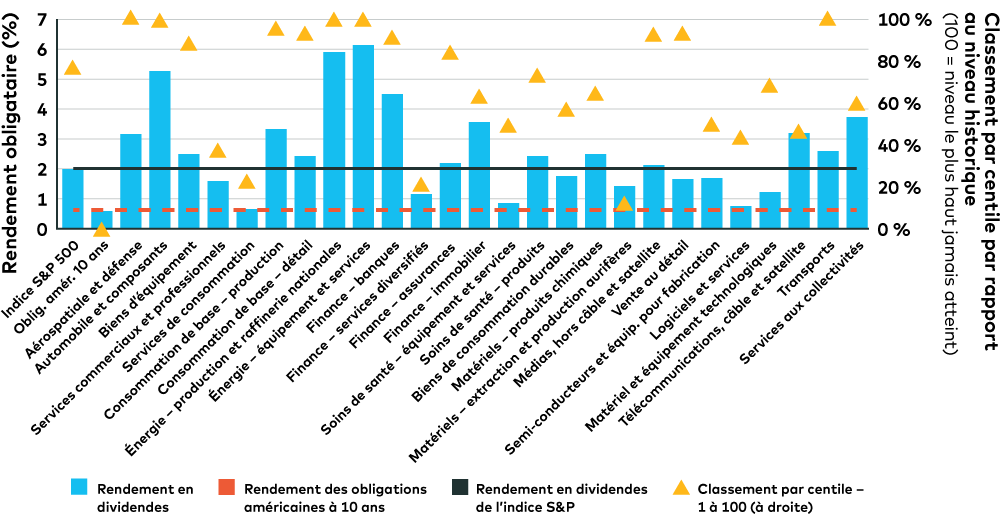 Rendement obligataire (%)
7
6
5
4
3
2
1
0
100 %
80 %
60 %
40 %
20 %
0 %
Classement par centile par rapport
au niveau historique
(100 = niveau le plus haut jamais atteint)
Indice S&P 500
Oblig. amér. 10 ans
Aérospatiale et défense
Automobile et composants
Biens d'équipement
Services commerciaux et professionnels
Services de consommation
Consommation de base – production
Consommation de base – détail
Énergie – production et raffinerie nationales
Énergie – équipement et services
Finance – banques
Finance – services diversifiés
Finance – assurances
Finance – immobilier
Finance – équipement et services
Soins de santé – équipement et services
Soins de santé – produits
Biens de consommation durables
Matériels – produits chimiques
Matériels – extraction et production aurifères
Médias, hors câble et satellite
Vente au détail
Semi-conducteurs et équip. pour fabrication
Logiciels et services
Matériel et équipement technologiques
Télécommunications, câble et satellite
Transports
Services aux collectivités
Rendement en
dividendes
Rendement des obligations
américaines à 10 ans
Rendement en dividendes
de l'indice S&P
Classement par centile –
1 à 100 (à droite)